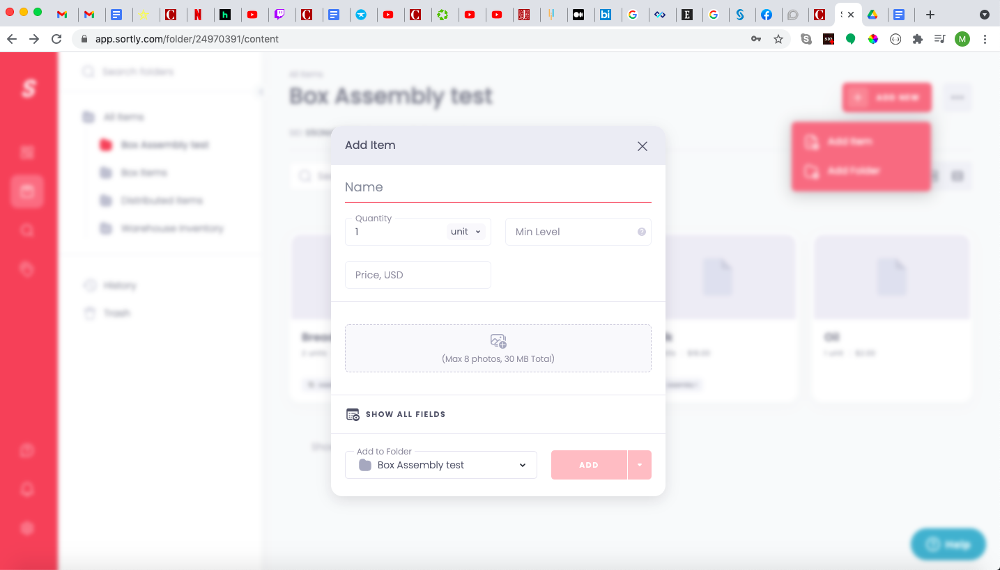 app.sortly.com/folder/24970391/content
M
S
Search folders
All Items
Box Assembly test
Box Items
Distributed Items
Warehouse Inventory
History
Trash
All Items
Box Assembly test
ADD NEW
Add Item
Add Folder
Add Item
Name
Quantity
1
unit
Min Level
?
Price, USD
(Max 8 photos, 30 MB Total)
SHOW ALL FIELDS
Add to Folder
Box Assembly test
ADD
Oil
1 unit
Help